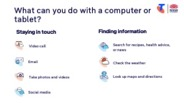 What can you do with a computer or
tablet?
Staying in touch
Video call
Email
Take photos and videos
Social media
Finding information
Search for recipes, health advice,
or news
Check the weather
Look up maps and directions